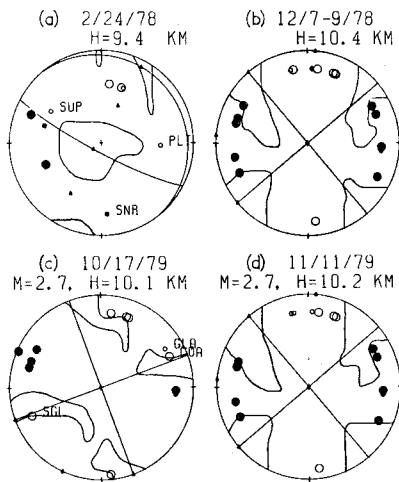 (a) 2/24/78
H=9.4 KM
(b) 12/7-9/78
H=10.4 KM
SUP
PLT
SNR
(c) 10/17/79
M=2.7, H=10.1 KM
(d) 11/11/79
M=2.7, H=10.2 KM
GLA
SGL